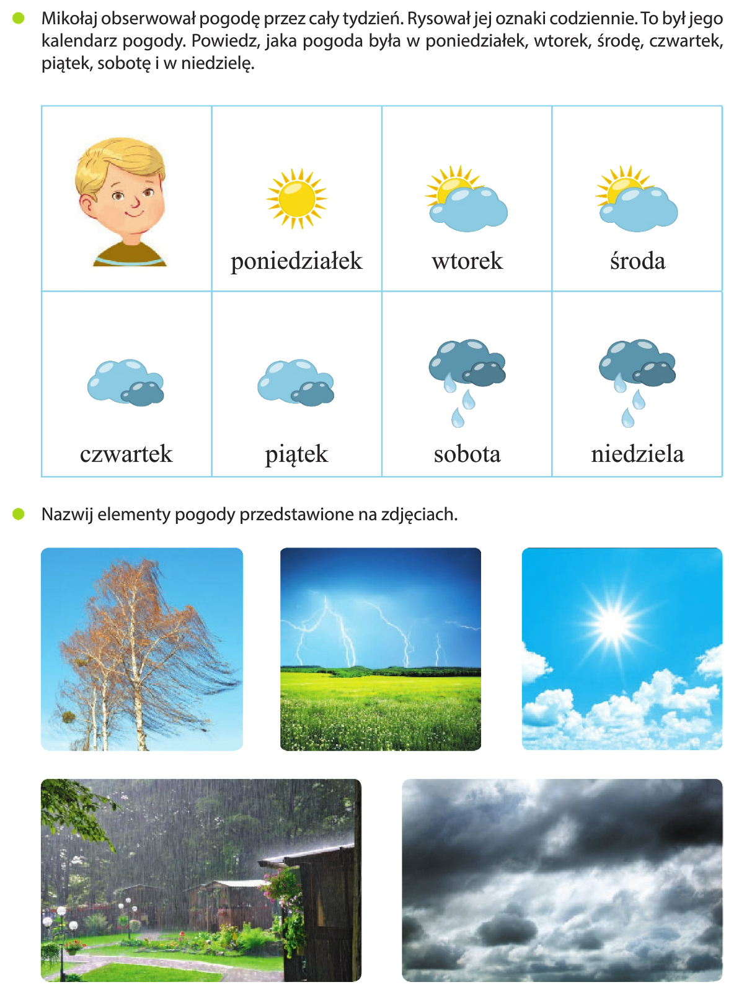 Mikołaj obserwował pogodę przez cały tydzień. Rysował jej oznaki codziennie. To był jego
kalendarz pogody. Powiedz, jaka pogoda była w poniedziałek, wtorek, środę, czwartek,
piątek, sobotę i w niedzielę.
poniedziałek
wtorek
środa
czwartek
piątek
sobota
niedziela
Nazwij elementy pogody przedstawione na zdjęciach.